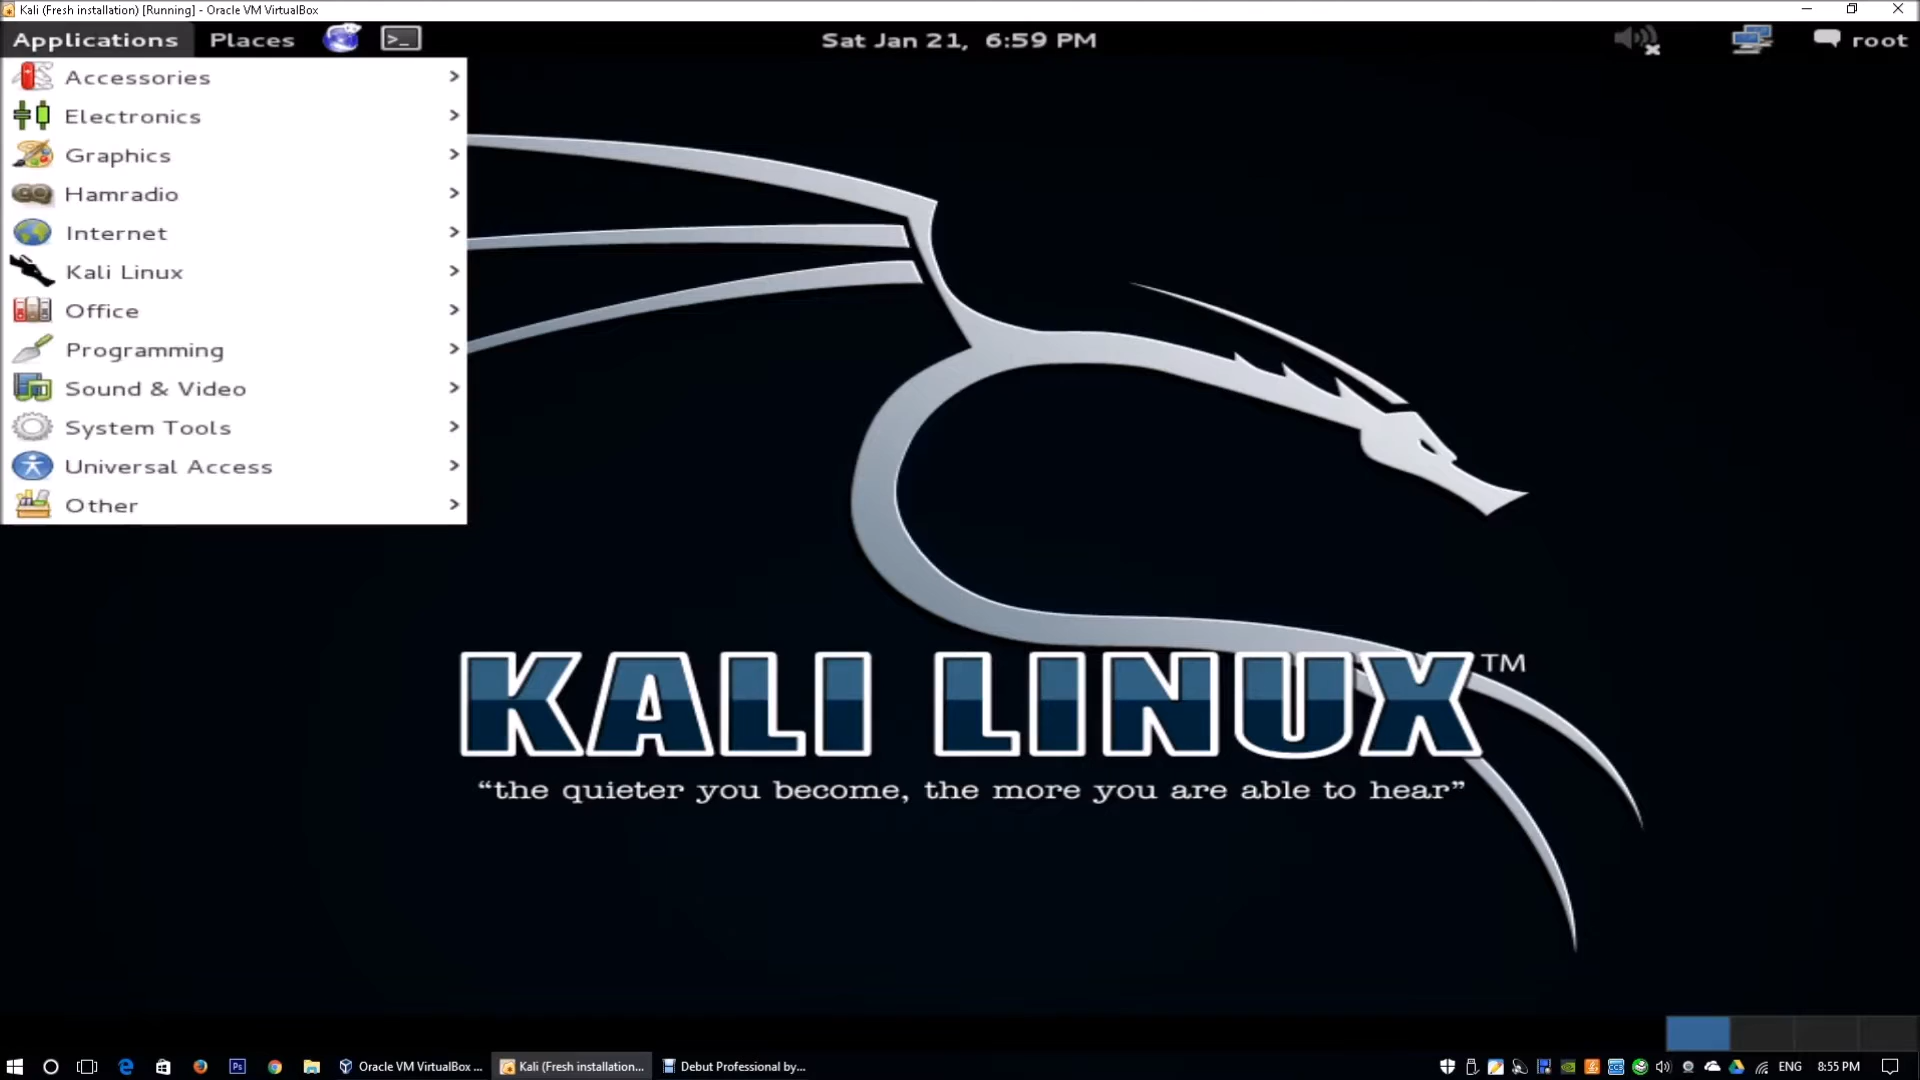 Kali (Fresh installation) [Running] - Oracle VM VirtualBox
Applications Places Sat Jan 21, 6:59 PM root
Accessories
Electronics
Graphics
Hamradio
Internet
Kali Linux
Office
Programming
Sound & Video
System Tools
Universal Access
Other
KALI LINUX™
“the quieter you become, the more you are able to hear”
Ps Oracle VM VirtualBox ... Kali (Fresh installation... Debut Professional by... ENG 8:55 PM